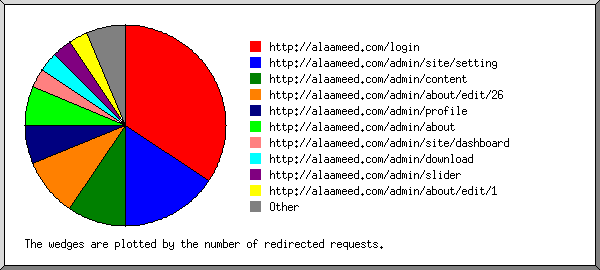 http://alaameed.com/login
http://alaameed.com/admin/site/setting
http://alaameed.com/admin/content
http://alaameed.com/admin/about/edit/26
http://alaameed.com/admin/profile
http://alaameed.com/admin/about
http://alaameed.com/admin/site/dashboard
http://alaameed.com/admin/download
http://alaameed.com/admin/slider
http://alaameed.com/admin/about/edit/1
Other
The wedges are plotted by the number of redirected requests.